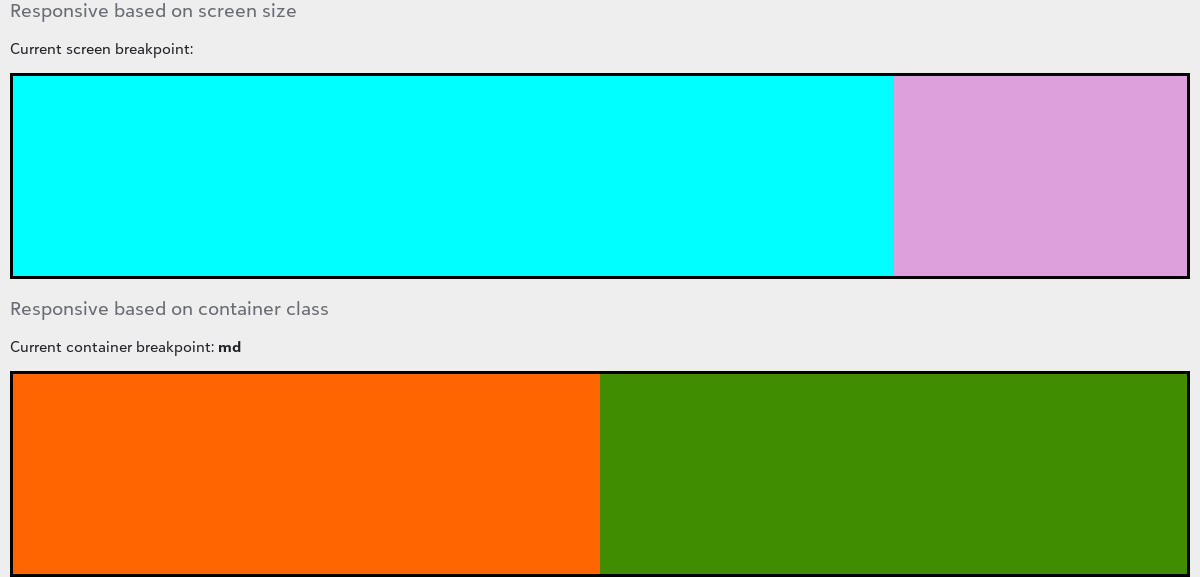 Responsive based on screen size
Current screen breakpoint:
Responsive based on container class
Current container breakpoint: md